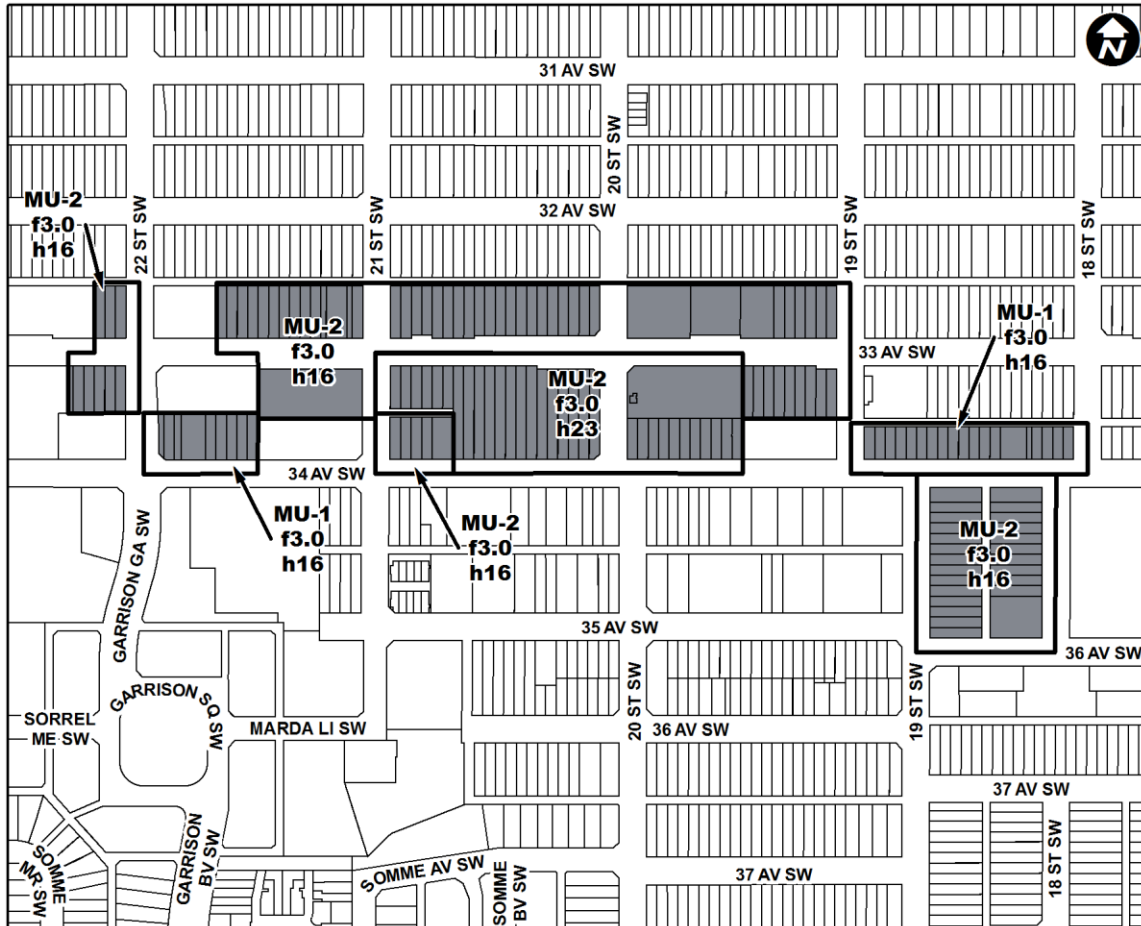 N
31 AV SW
20 ST SW
MU-2
f3.0
h16
22 ST SW
21 ST SW
32 AV SW
19 ST SW
18 ST SW
MU-2
f3.0
h16
MU-1
f3.0
h16
33 AV SW
MU-2
f3.0
h23
34 AV SW
MU-1
f3.0
h16
MU-2
f3.0
h16
MU-2
f3.0
h16
GARRISON GA SW
35 AV SW
36 AV SW
GARRISON SQ SW
SORREL
ME SW
MARDA LI SW
20 ST SW
36 AV SW
19 ST SW
37 AV SW
GARRISON
BV SW
SOMME
MR SW
SOMME AV SW
SOMME
BV SW
37 AV SW
18 ST SW